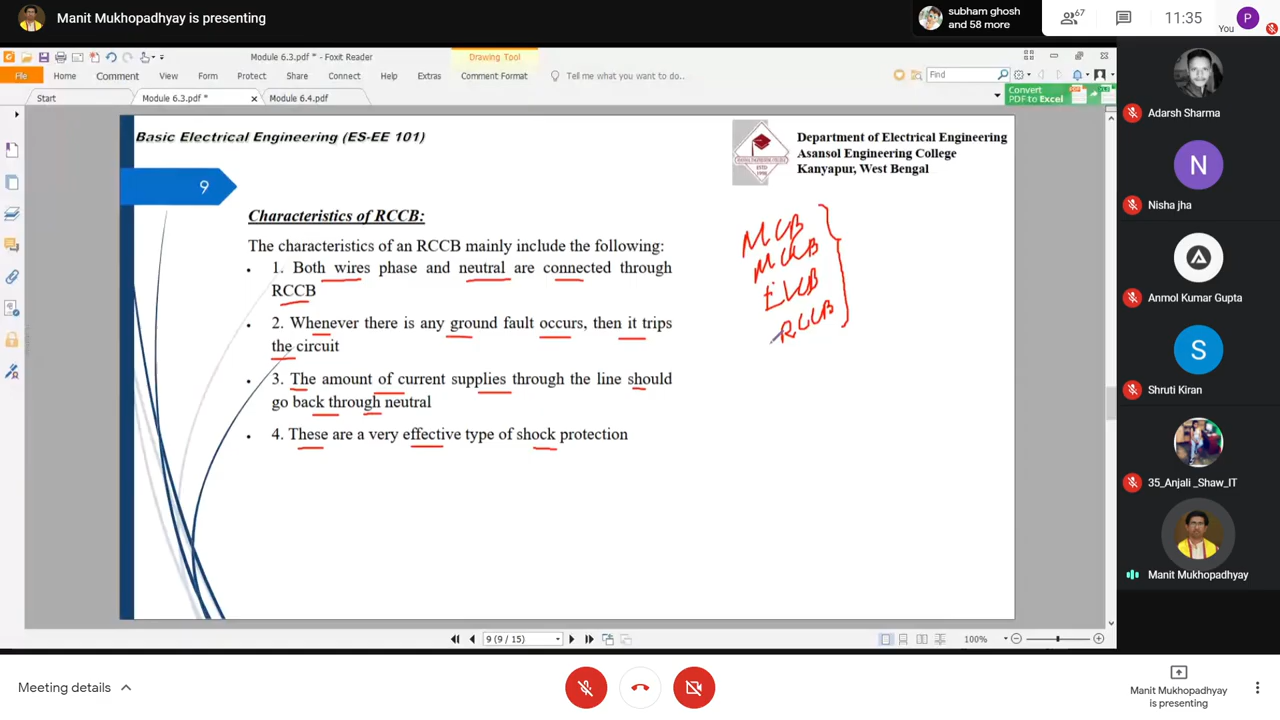 Manit Mukhopadhyay is presenting
subham ghosh
and 58 more
67
11:35
You
P
Module 6.3.pdf * - Foxit Reader
Drawing Tool
File
Home
Comment
View
Form
Protect
Share
Connect
Help
Extras
Comment Format
Tell me what you want to do...
Find
Start
Module 6.3.pdf *
Module 6.4.pdf
Convert
PDF to Excel
Basic Electrical Engineering (ES-EE 101)
Department of Electrical Engineering
Asansol Engineering College
Kanyapur, West Bengal
9
Characteristics of RCCB:
The characteristics of an RCCB mainly include the following:
• 1. Both wires phase and neutral are connected through
RCCB
• 2. Whenever there is any ground fault occurs, then it trips
the circuit
• 3. The amount of current supplies through the line should
go back through neutral
• 4. These are a very effective type of shock protection
MCB
MCCB
ELCB
RCCB
9 (9 / 15)
100%
Adarsh Sharma
N
Nisha jha
Anmol Kumar Gupta
S
Shruti Kiran
35_Anjali _Shaw_IT
Manit Mukhopadhyay
Meeting details
Manit Mukhopadhyay
is presenting